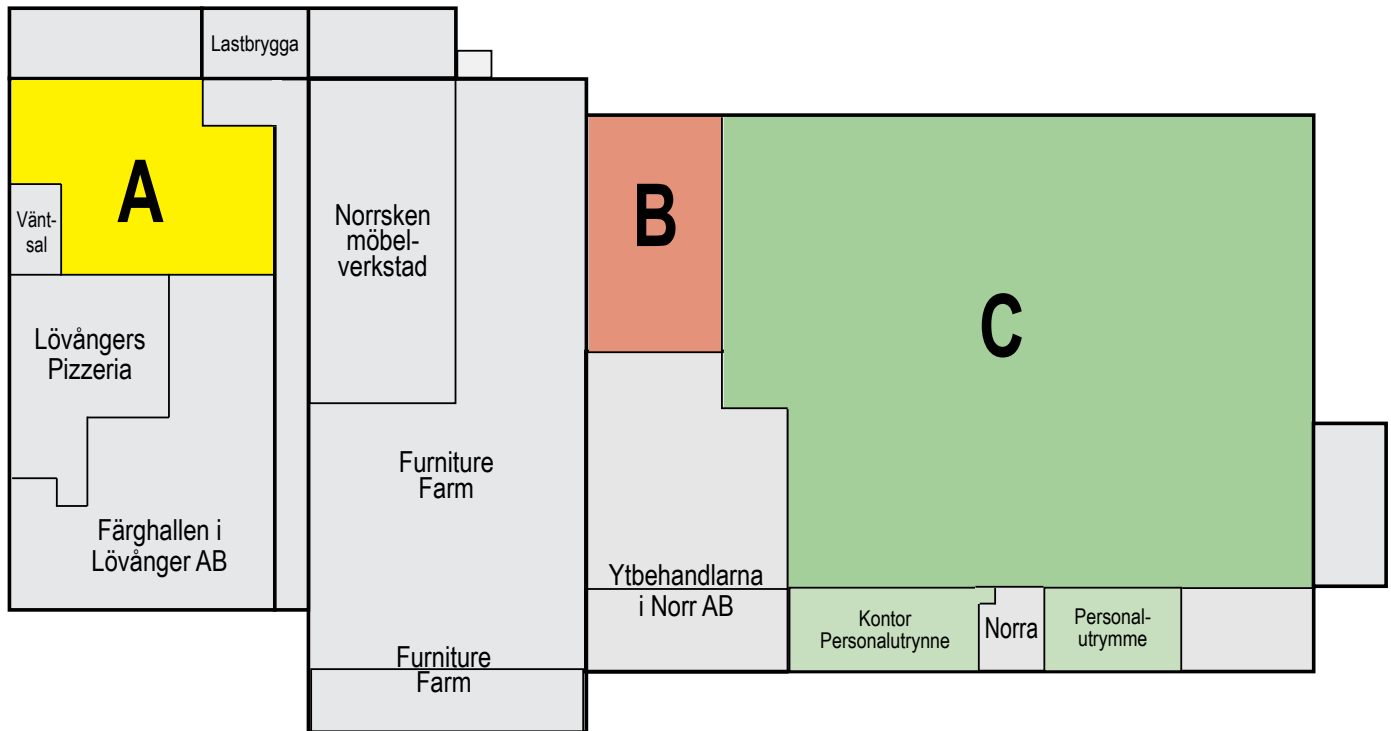 Lastbrygga
A
Vänt-
sal
Lövångers
Pizzeria
Färghallen i
Lövånger AB
Norrsken
möbel-
verkstad
Furniture
Farm
Furniture
Farm
B
Ytbehandlarna
i Norr AB
C
Kontor
Personalutrynne
Norra
Personal-
utrymme